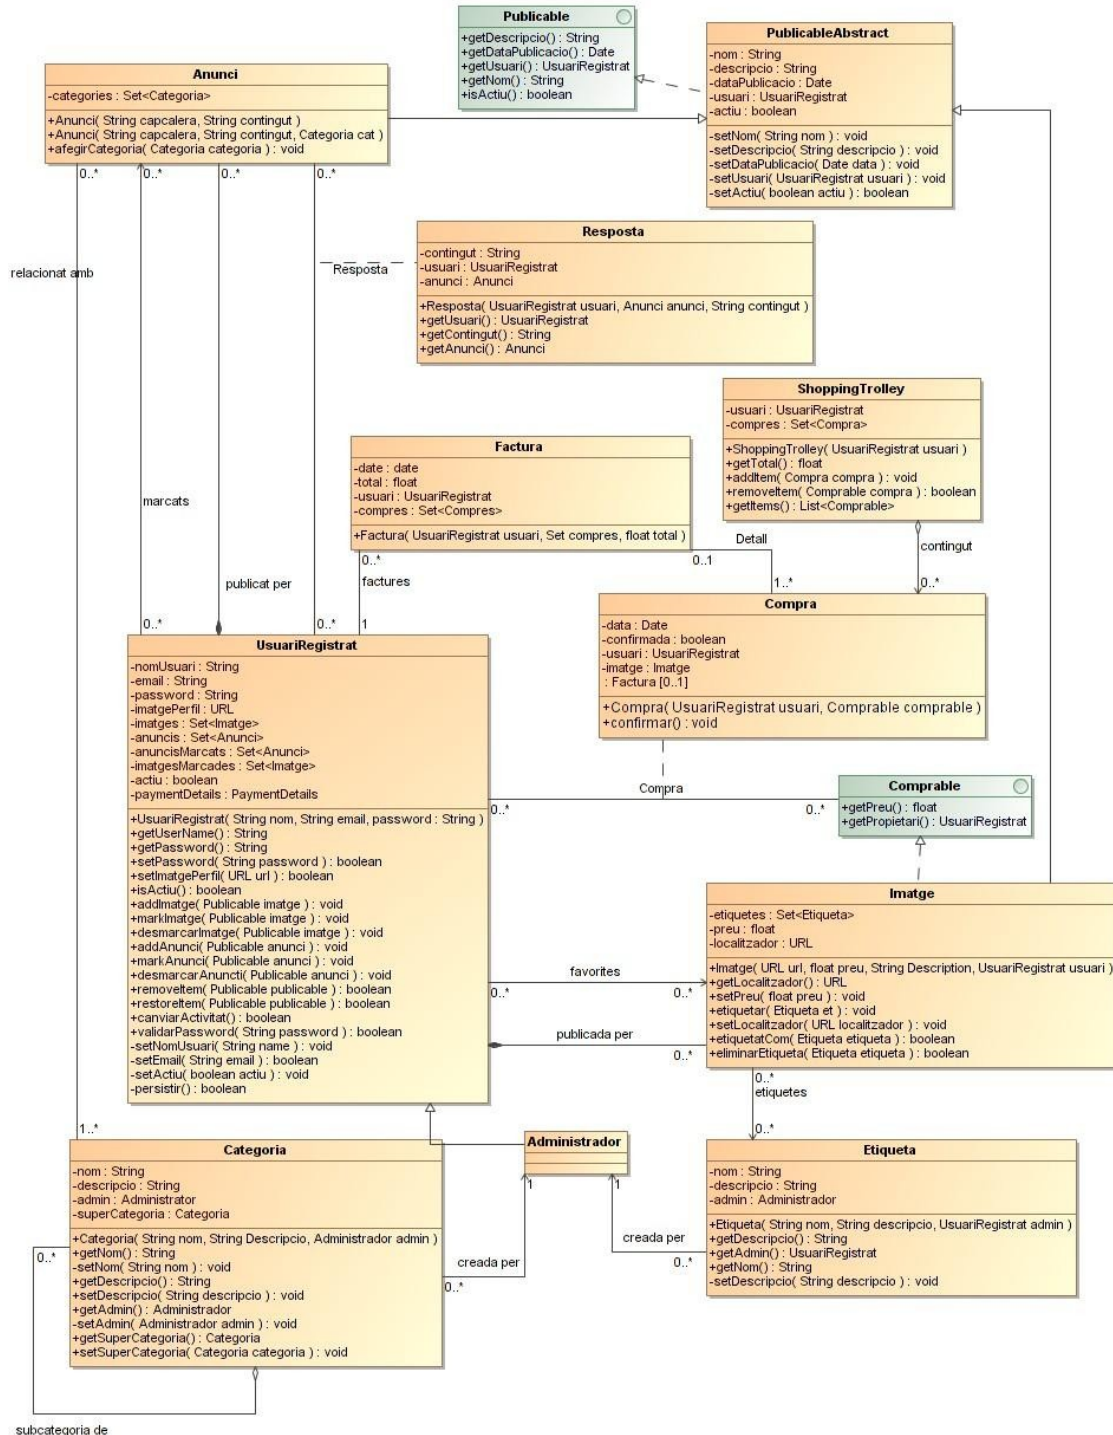 Publicable
+getDescripcio() : String
+getDataPublicacio() : Date
+getUsuari() : UsuariRegistrat
+getNom() : String
+isActiu() : boolean
PublicableAbstract
-nom : String
-descripcio : String
-dataPublicacio : Date
-usuari : UsuariRegistrat
-actiu : boolean
-setNom( String nom ) : void
-setDescripcio( String descripcio ) : void
-setDataPublicacio( Date data ) : void
-setUsuari( UsuariRegistrat usuari ) : void
-setActiu( boolean actiu ) : boolean
Anunci
-categories : Set<Categoria>
+Anunci( String capcalera, String contingut )
+Anunci( String capcalera, String contingut, Categoria cat )
+afegirCategoria( Categoria categoria ) : void
0..*
0..*
0..*
0..*
relacionat amb
Resposta
Resposta
-contingut : String
-usuari : UsuariRegistrat
-anunci : Anunci
+Resposta( UsuariRegistrat usuari, Anunci anunci, String contingut )
+getUsuari() : UsuariRegistrat
+getContingut() : String
+getAnunci() : Anunci
ShoppingTrolley
-usuari : UsuariRegistrat
-compres : Set<Compra>
+ShoppingTrolley( UsuariRegistrat usuari )
+getTotal() : float
+addItem( Compra compra ) : void
+removeItem( Comprable compra ) : boolean
+getItems() : List<Comprable>
Factura
-date : date
-total : float
-usuari : UsuariRegistrat
-compres : Set<Compres>
+Factura( UsuariRegistrat usuari, Set compres, float total )
marcats
publicat per
0..*
factures
1
0..1
Detall
1..*
contingut
0..*
0..*
0..*
Compra
-data : Date
-confirmada : boolean
-usuari : UsuariRegistrat
-imatge : Imatge
: Factura [0..1]
+Compra( UsuariRegistrat usuari, Comprable comprable )
+confirmar() : void
UsuariRegistrat
-nomUsuari : String
-email : String
-password : String
-imatgePerfil : URL
-imatges : Set<Imatge>
-anuncis : Set<Anunci>
-anuncisMarcats : Set<Anunci>
-imatgesMarcades : Set<Imatge>
-actiu : boolean
-paymentDetails : PaymentDetails
+UsuariRegistrat( String nom, String email, password : String )
+getUserName() : String
+getPassword() : String
+setPassword( String password ) : boolean
+setImatgePerfil( URL url ) : boolean
+isActiu() : boolean
+addImatge( Publicable imatge ) : void
+markImatge( Publicable imatge ) : void
+desmarcarImatge( Publicable imatge ) : void
+addAnunci( Publicable anunci ) : void
+markAnunci( Publicable anunci ) : void
+desmarcarAnuncti( Publicable anunci ) : void
+removeItem( Publicable publicable ) : boolean
+restoreItem( Publicable publicable ) : boolean
+canviarActivitat() : boolean
+validarPassword( String password ) : boolean
-setNomUsuari( String name ) : void
-setEmail( String email ) : boolean
-setActiu( boolean actiu ) : void
-persistir() : boolean
Compra
0..*
0..*
Comprable
+getPreu() : float
+getPropietari() : UsuariRegistrat
Imatge
-etiquetes : Set<Etiqueta>
-preu : float
-localitzador : URL
+Imatge( URL url, float preu, String Description, UsuariRegistrat usuari )
+getLocalitzador() : URL
+setPreu( float preu ) : void
+etiquetar( Etiqueta et ) : void
+setLocalitzador( URL localitzador ) : void
+etiquetatCom( Etiqueta etiqueta ) : boolean
+eliminarEtiqueta( Etiqueta etiqueta ) : boolean
favorites
0..*
0..*
publicada per
0..*
0..*
etiquetes
0..*
1..*
Categoria
-nom : String
-descripcio : String
-admin : Administrator
-superCategoria : Categoria
+Categoria( String nom, String Descripcio, Administrador admin )
+getNom() : String
-setNom( String nom ) : void
+getDescripcio() : String
+setDescripcio( String descripcio ) : void
+getAdmin() : Administrador
-setAdmin( Administrador admin ) : void
+getSuperCategoria() : Categoria
+setSuperCategoria( Categoria categoria ) : void
0..*
subcategoria de
Administrador
1
1
creada per
0..*
creada per
0..*
Etiqueta
-nom : String
-descripcio : String
-admin : Administrador
+Etiqueta( String nom, String descripcio, UsuariRegistrat admin )
+getDescripcio() : String
+getAdmin() : UsuariRegistrat
+getNom() : String
-setDescripcio( String descripcio ) : void